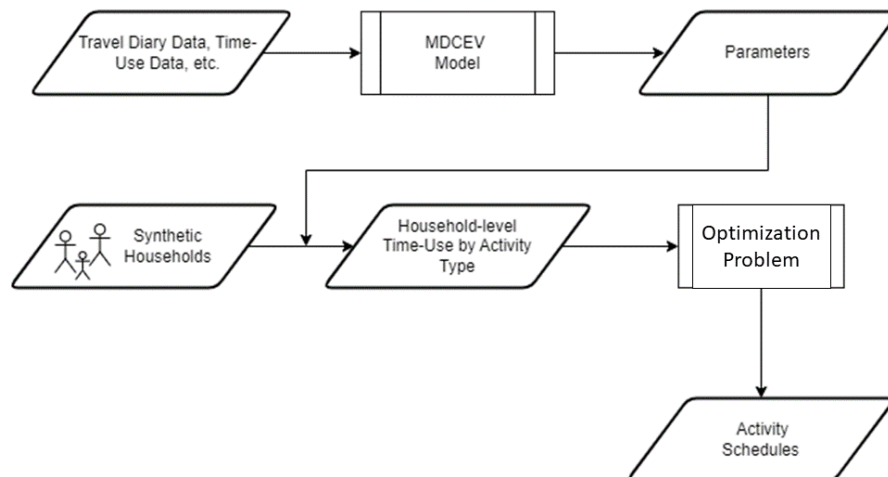 Travel Diary Data, Time-
Use Data, etc.
MDCEV
Model
Parameters
Synthetic
Households
Household-level
Time-Use by Activity
Type
Optimization
Problem
Activity
Schedules